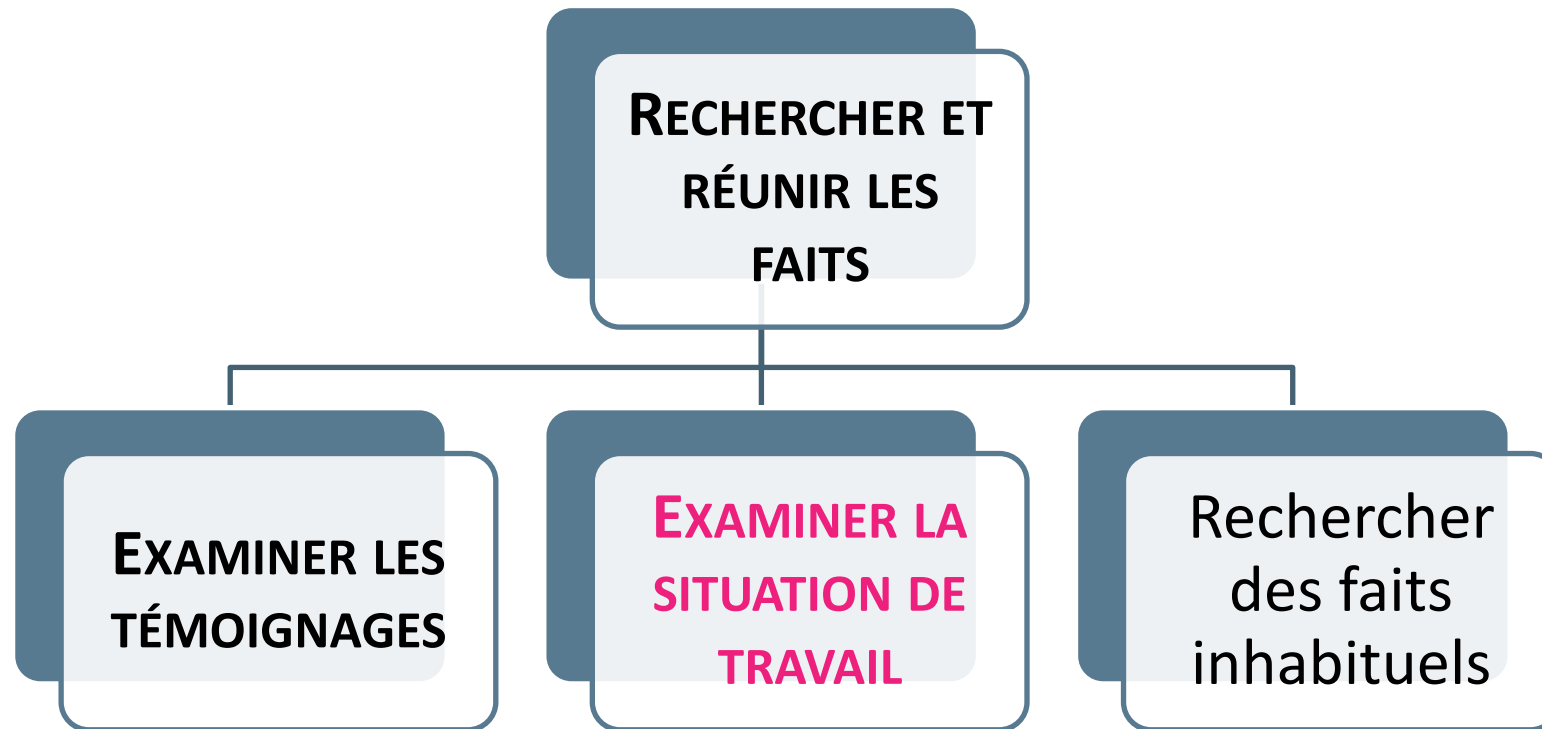 RECHERCHER ET
RÉUNIR LES
FAITS
EXAMINER LES
TÉMOIGNAGES
EXAMINER LA
SITUATION DE
TRAVAIL
Rechercher
des faits
inhabituels